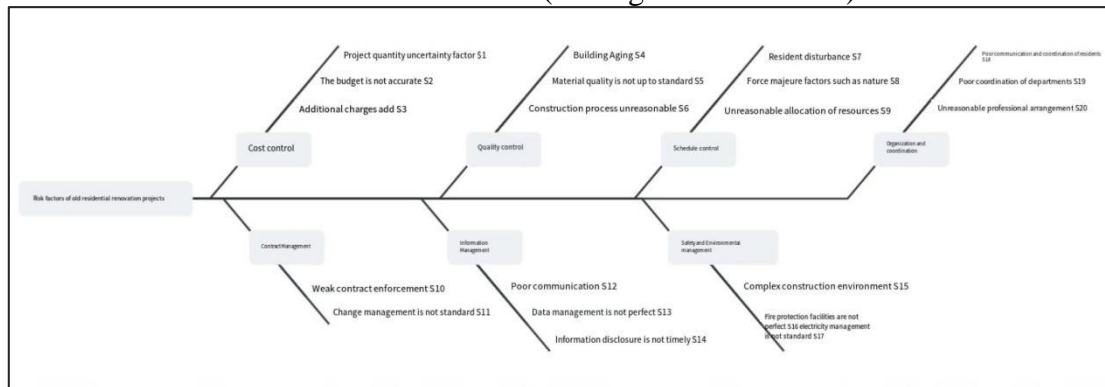 Project quantity uncertainty factor S1
The budget is not accurate S2
Additional charges add S3
Cost control
Building Aging S4
Material quality is not up to standard S5
Construction process unreasonable S6
Quality control
Resident disturbance S7
Force majeure factors such as nature S8
Unreasonable allocation of resources S9
Schedule control
Poor communication and coordination of residents
S18
Poor coordination of departments S19
Unreasonable professional arrangement S20
Organization and
coordination
Risk factors of old residential renovation projects
Contract Management
Weak contract enforcement S10
Change management is not standard S11
Information
Management
Poor communication S12
Data management is not perfect S13
Information disclosure is not timely S14
Safety and Environmental
management
Complex construction environment S15
Fire protection facilities are not
perfect S16 electricity management
is not standard S17